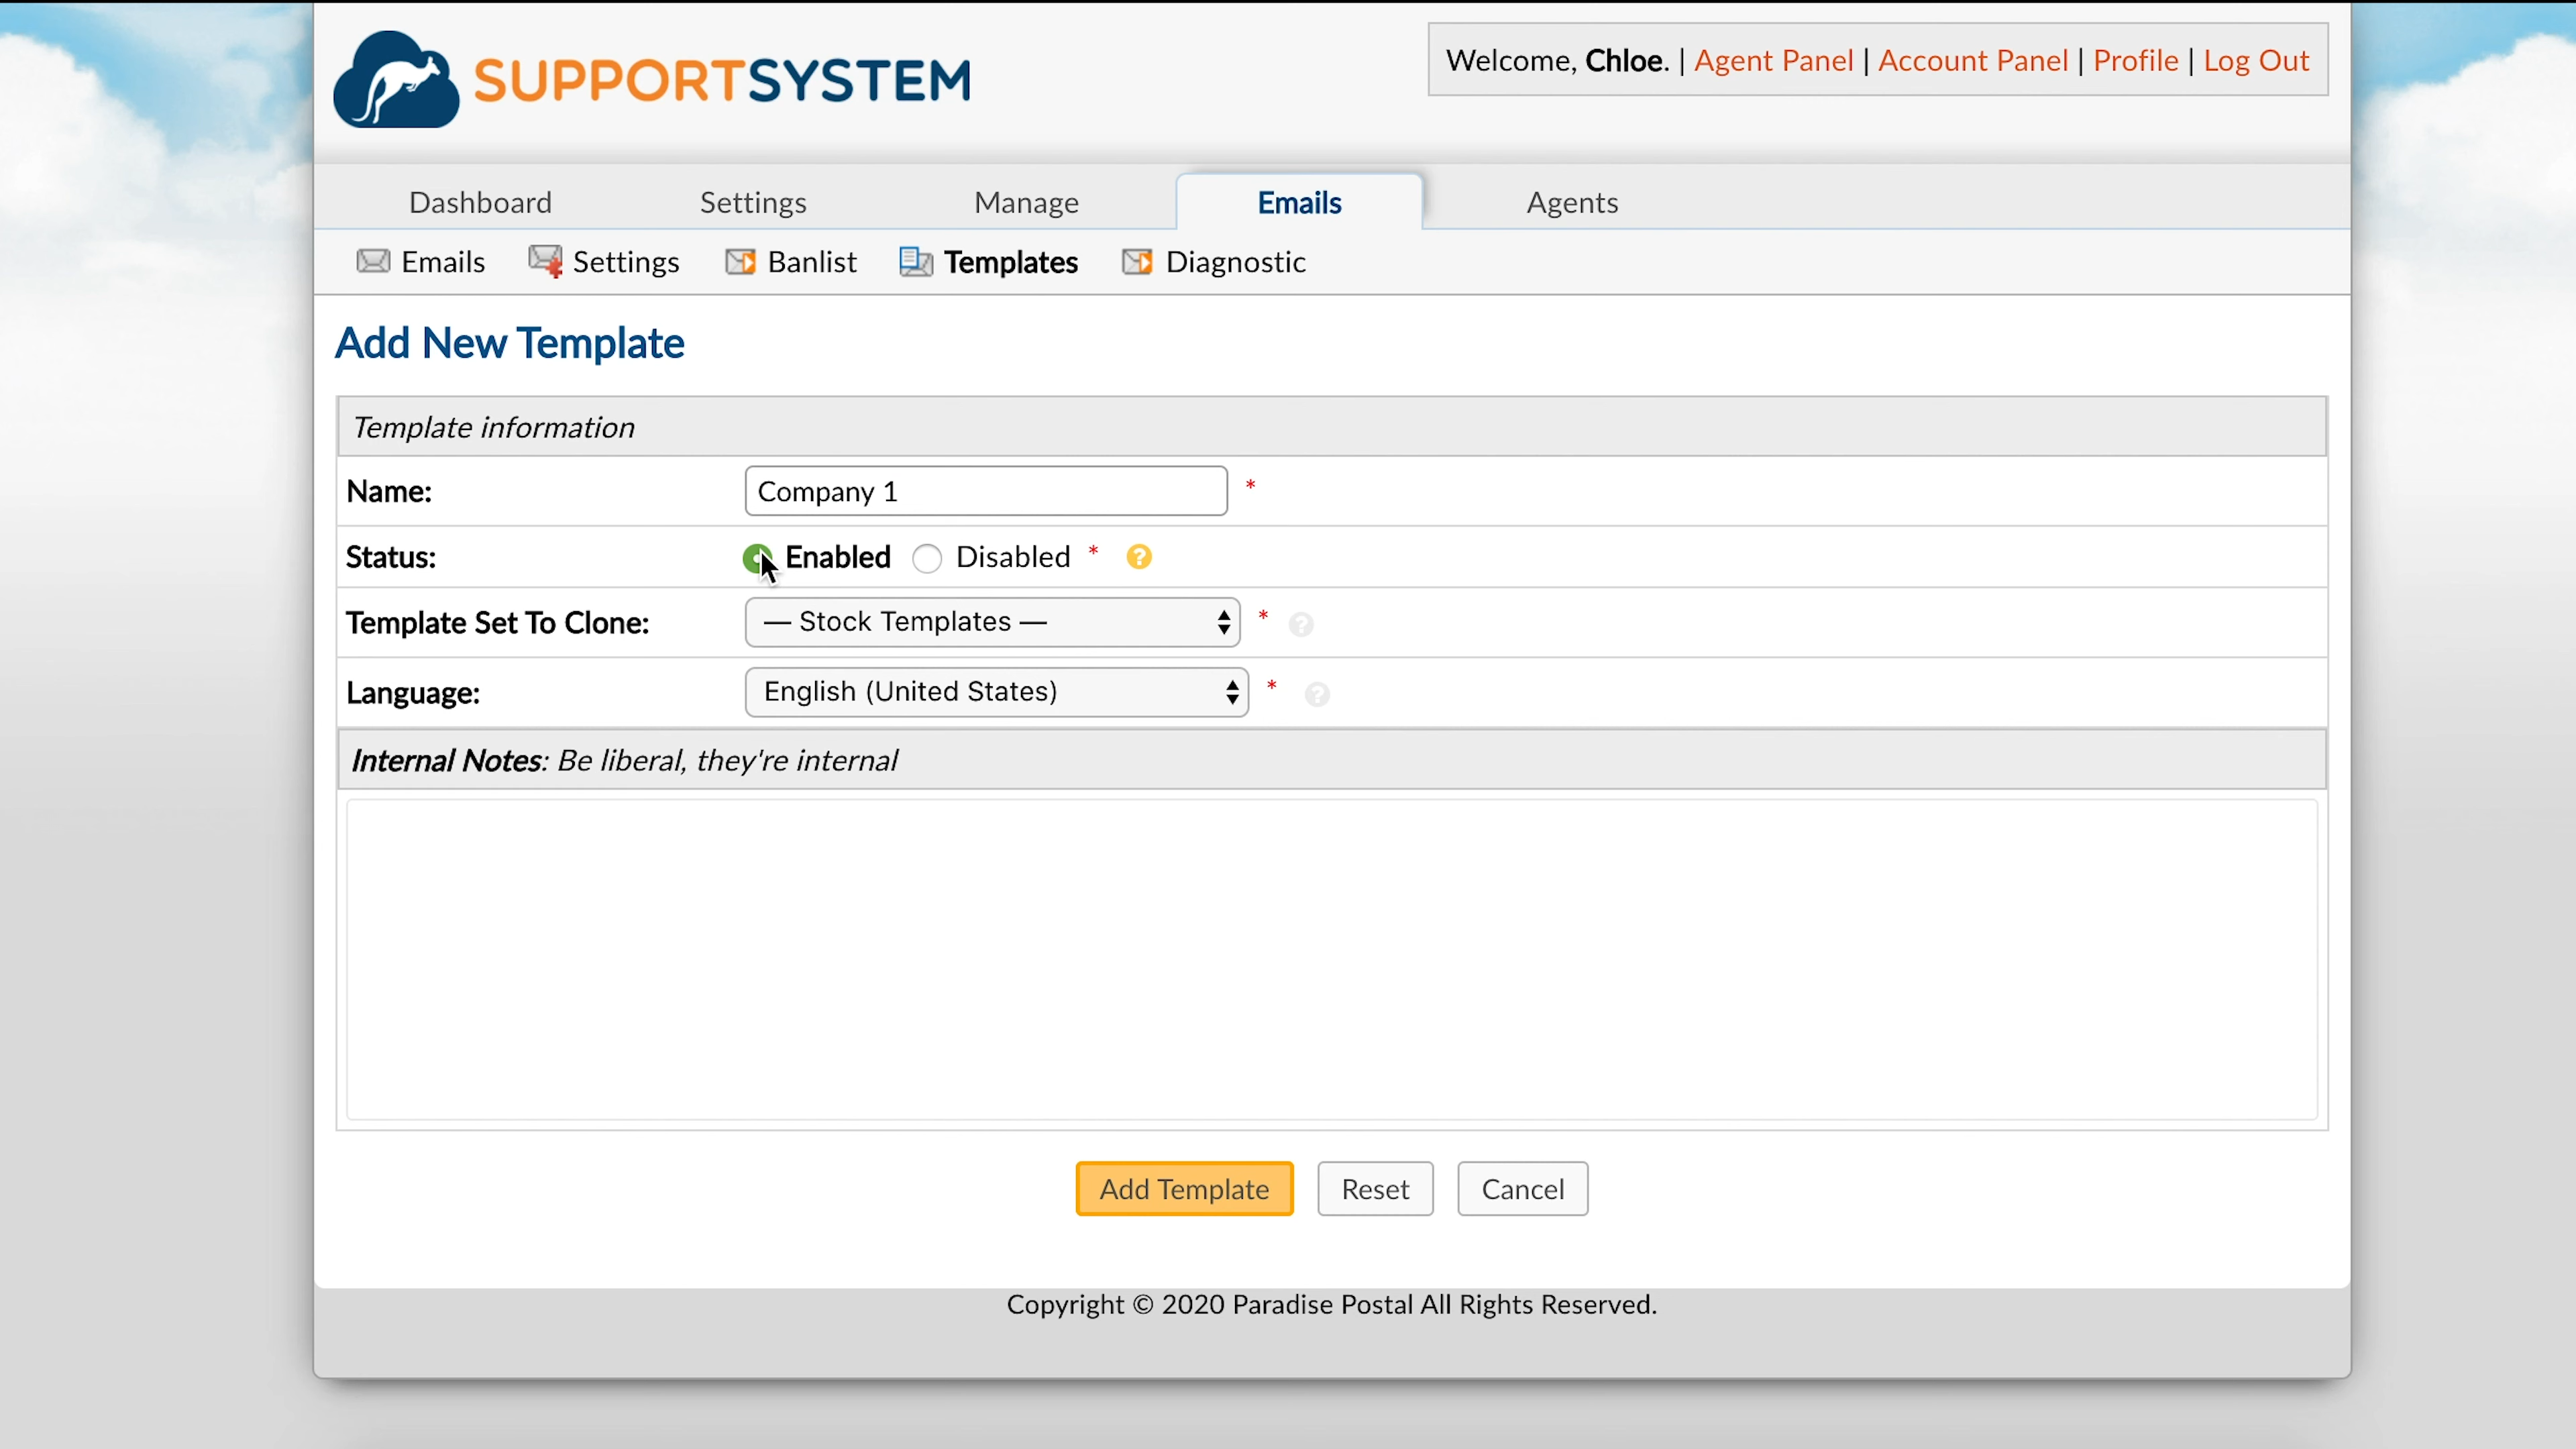 SUPPORTSYSTEM
Welcome, Chloe. | Agent Panel | Account Panel | Profile | Log Out
Dashboard Settings Manage Emails Agents
Emails Settings Banlist Templates Diagnostic
Add New Template
Template information
Name: Company 1 *
Status: Enabled Disabled * ?
Template Set To Clone: — Stock Templates — * ?
Language: English (United States) * ?
Internal Notes: Be liberal, they're internal
Add Template Reset Cancel
Copyright © 2020 Paradise Postal All Rights Reserved.